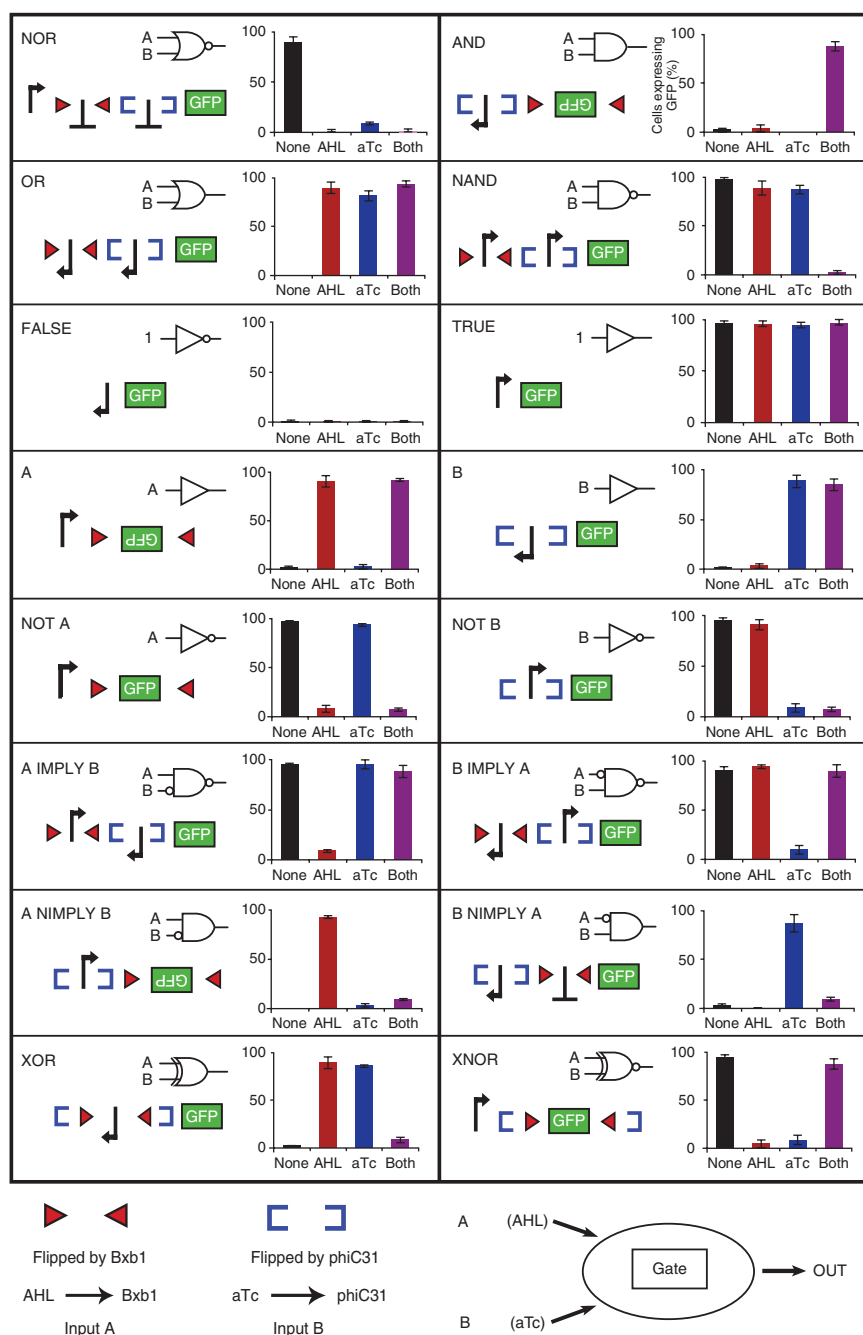 NOR
A
B
GFP
100
50
0
None AHL aTc Both
AND
A
B
GFP
Cells expressing
GFP (%)
100
50
0
None AHL aTc Both
OR
A
B
GFP
100
50
0
None AHL aTc Both
NAND
A
B
GFP
100
50
0
None AHL aTc Both
FALSE
1
GFP
100
50
0
None AHL aTc Both
TRUE
1
GFP
100
50
0
None AHL aTc Both
A
A
GFP
100
50
0
None AHL aTc Both
B
B
GFP
100
50
0
None AHL aTc Both
NOT A
A
GFP
100
50
0
None AHL aTc Both
NOT B
B
GFP
100
50
0
None AHL aTc Both
A IMPLY B
A
B
GFP
100
50
0
None AHL aTc Both
B IMPLY A
A
B
GFP
100
50
0
None AHL aTc Both
A NIMPLY B
A
B
GFP
100
50
0
None AHL aTc Both
B NIMPLY A
A
B
GFP
100
50
0
None AHL aTc Both
XOR
A
B
GFP
100
50
0
None AHL aTc Both
XNOR
A
B
GFP
100
50
0
None AHL aTc Both
Flipped by Bxb1
AHL Bxb1
Input A
Flipped by phiC31
aTc phiC31
Input B
A (AHL)
Gate
OUT
B (aTc)